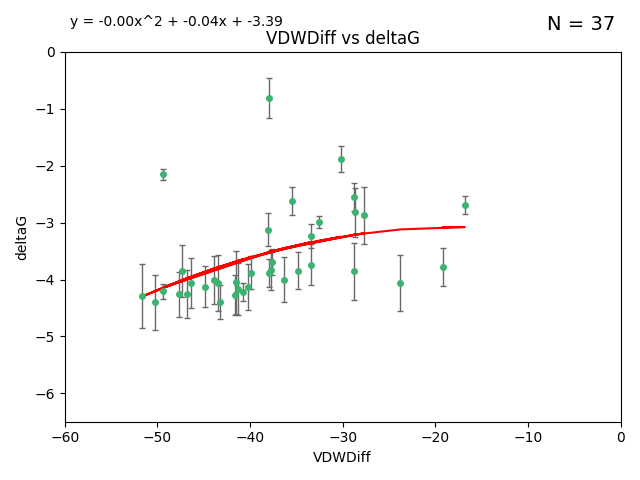 y = -0.00x^2 + -0.04x + -3.39
N = 37
VDWDiff vs deltaG
0
−1
−2
−3
−4
−5
−6
deltaG
−60
−50
−40
−30
−20
−10
0
VDWDiff